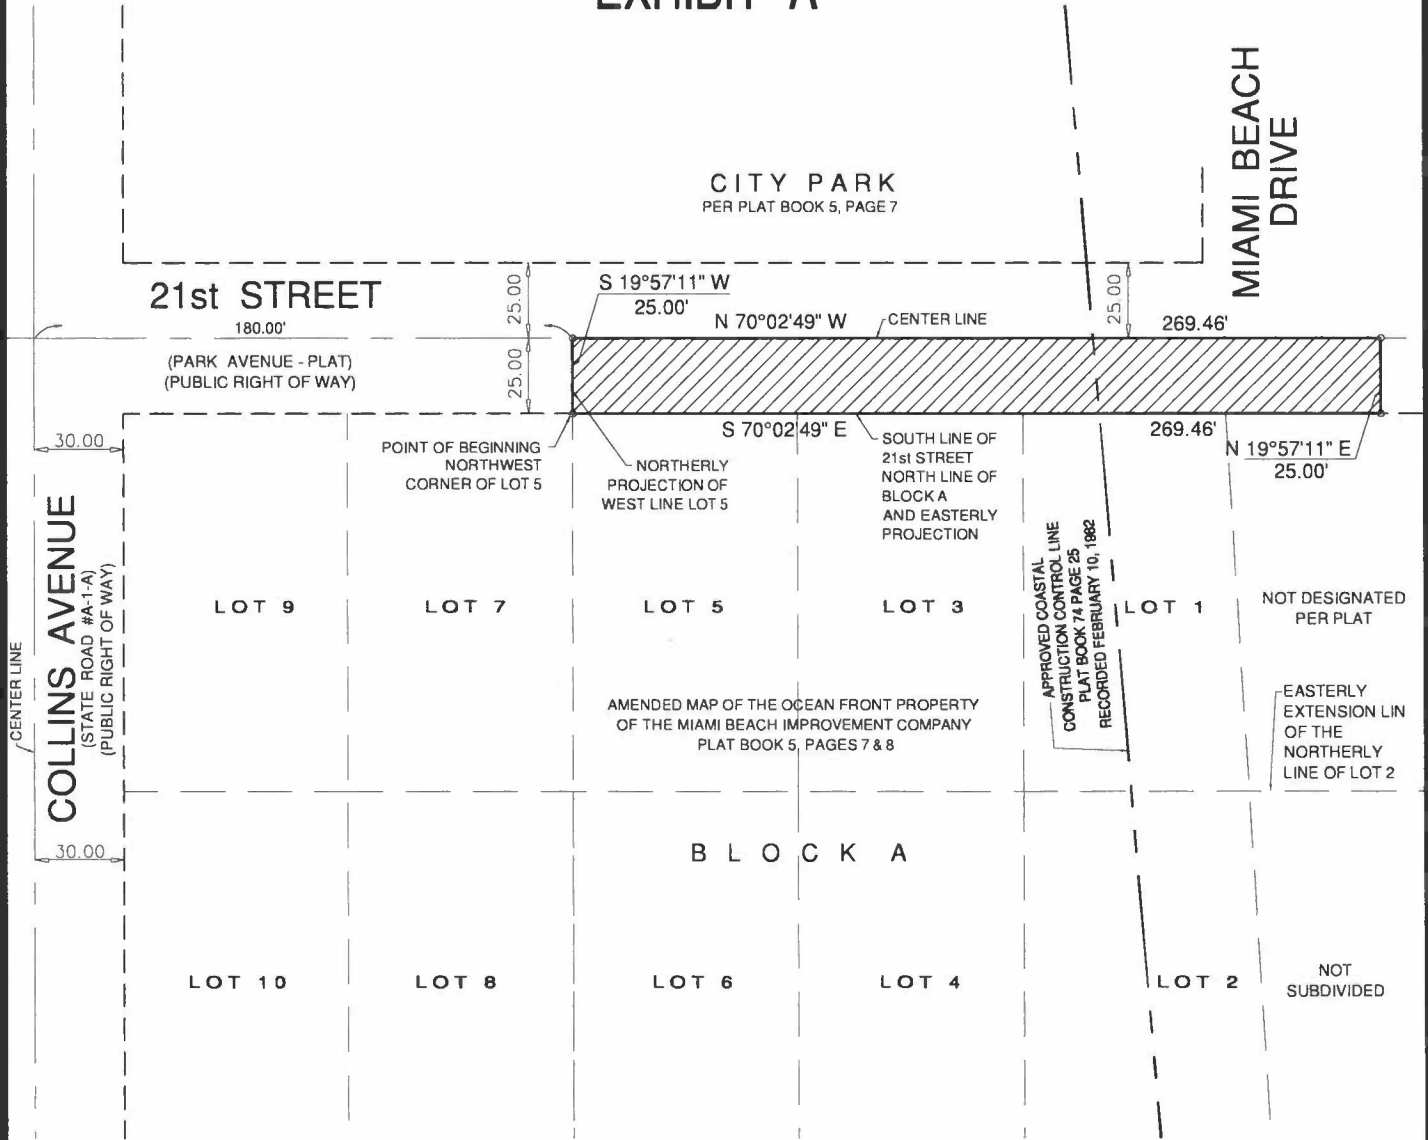 EXHIBIT "A"
MIAMI BEACH
DRIVE
CITY PARK
PER PLAT BOOK 5, PAGE 7
21st STREET
180.00'
(PARK AVENUE - PLAT)
(PUBLIC RIGHT OF WAY)
25.00
25.00
S 19°57'11" W
25.00'
N 70°02'49" W
CENTER LINE
25.00
269.46'
30.00
POINT OF BEGINNING
NORTHWEST
CORNER OF LOT 5
NORTHERLY
PROJECTION OF
WEST LINE LOT 5
S 70°02'49" E
SOUTH LINE OF
21st STREET
NORTH LINE OF
BLOCK A
AND EASTERLY
PROJECTION
269.46'
N 19°57'11" E
25.00'
CENTER LINE
COLLINS AVENUE
(STATE ROAD #A-1-A)
(PUBLIC RIGHT OF WAY)
LOT 9
LOT 7
LOT 5
LOT 3
APPROVED COASTAL
CONSTRUCTION CONTROL LINE
PLAT BOOK 74 PAGE 25
RECORDED FEBRUARY 10, 1982
LOT 1
NOT DESIGNATED
PER PLAT
AMENDED MAP OF THE OCEAN FRONT PROPERTY
OF THE MIAMI BEACH IMPROVEMENT COMPANY
PLAT BOOK 5, PAGES 7 & 8
EASTERLY
EXTENSION LIN
OF THE
NORTHERLY
LINE OF LOT 2
30.00
BLOCK A
LOT 10
LOT 8
LOT 6
LOT 4
LOT 2
NOT
SUBDIVIDED